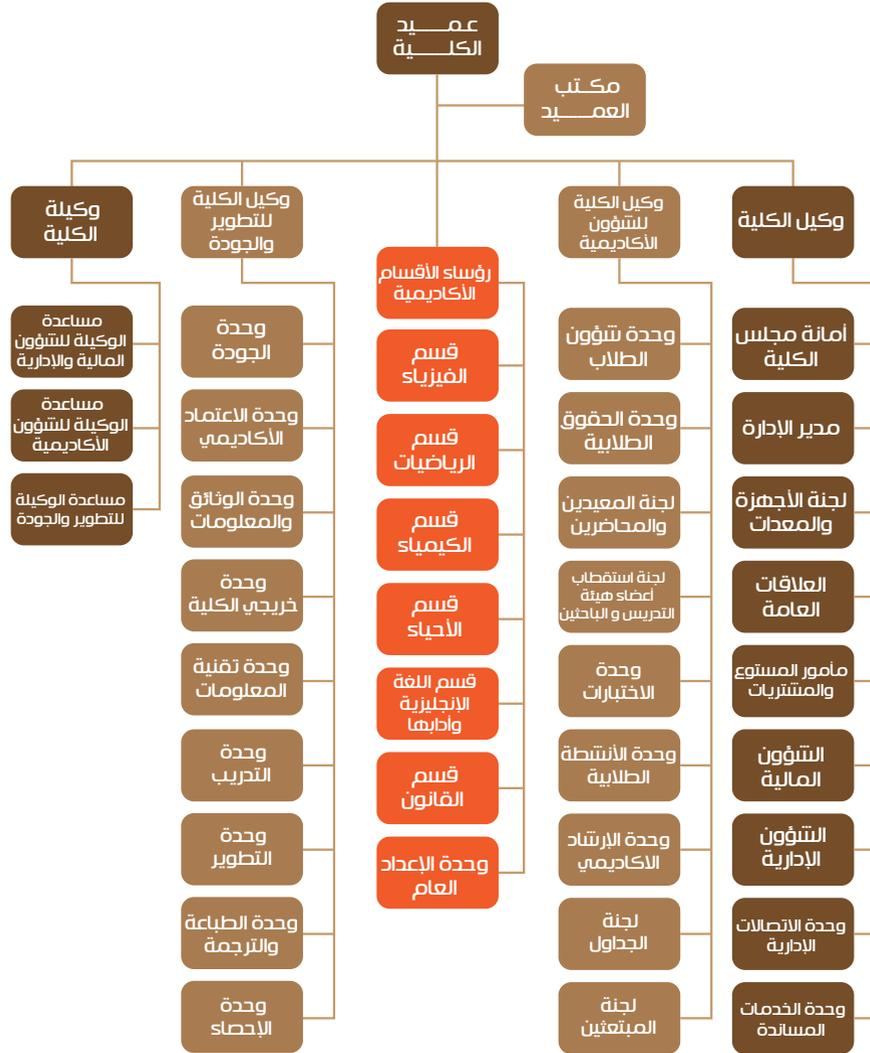 عميد
الكلية
مكتب
العميد
وكيل الكلية
أمانة مجلس
الكلية
مدير الإدارة
لجنة الأجهزة
والمعدات
العلاقات
العامة
مأمور المستوع
والمشتريات
الشؤون
المالية
الشؤون
الإدارية
وحدة الاتصالات
الإدارية
وحدة الخدمات
المساندة
وكيل الكلية
للشؤون
الأكاديمية
وحدة شؤون
الطلاب
وحدة الحقوق
الطلابية
لجنة المعيدين
والمحاضرين
لجنة استقطاب
أعضاء هيئة
التدريس و الباحثين
وحدة
الاختبارات
وحدة الأنشطة
الطلابية
وحدة الإرشاد
الاكاديمي
لجنة
الجداول
لجنة
المبتعثين
رؤساء الأقسام
الأكاديمية
قسم
الفيزياء
قسم
الرياضيات
قسم
الكيمياء
قسم
الأحياء
قسم اللغة
الإنجليزية
وأدابها
قسم
القانون
وحدة الإعداد
العام
وكيل الكلية
للتطوير
والجودة
وحدة
الجودة
وحدة الاعتماد
الأكاديمي
وحدة الوثائق
والمعلومات
وحدة
خريجي الكلية
وحدة تقنية
المعلومات
وحدة
التدريب
وحدة
التطوير
وحدة الطباعة
والترجمة
وحدة
الإحصاء
وكيلة
الكلية
مساعدة
الوكيلة للشؤون
المالية والإدارية
مساعدة
الوكيلة للشؤون
الأكاديمية
مساعدة الوكيلة
للتطوير والجودة